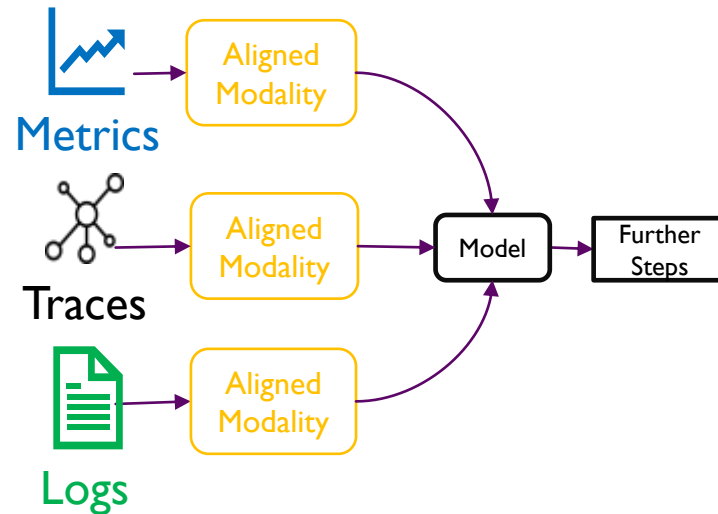 Metrics
Aligned
Modality
Traces
Aligned
Modality
Model
Further
Steps
Logs
Aligned
Modality